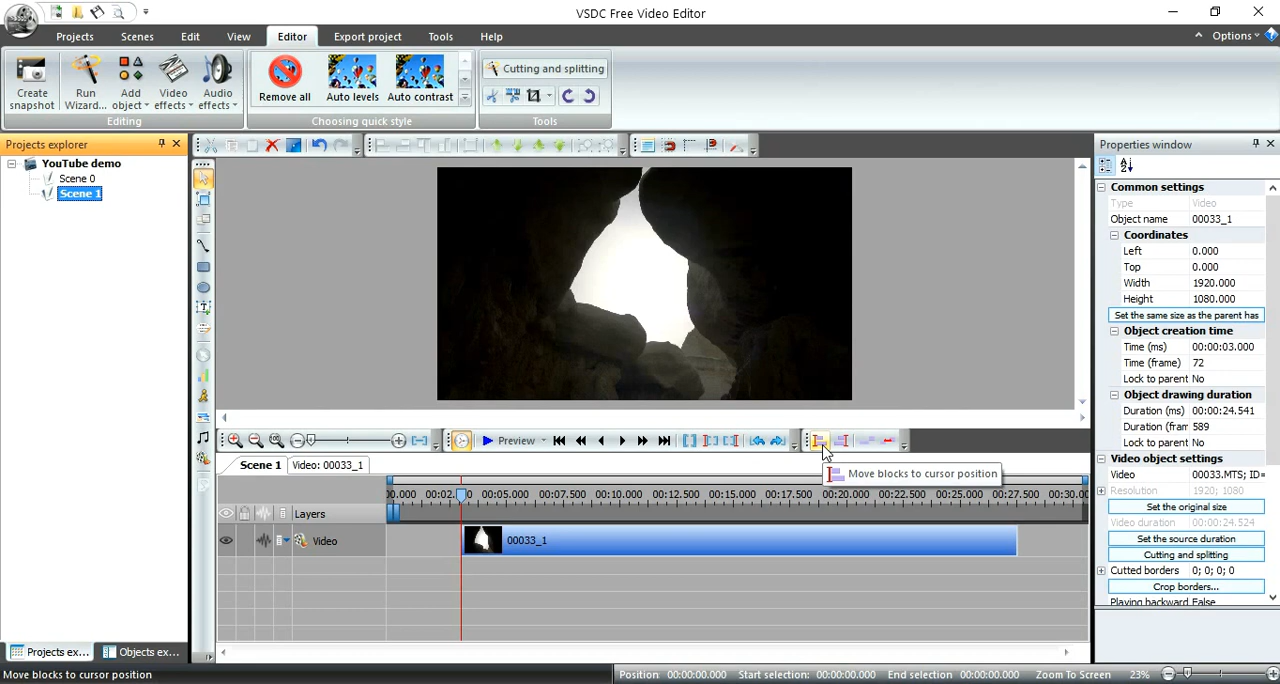 VSDC Free Video Editor
Projects Scenes Edit View Editor Export project Tools Help Options
Create snapshot
Run Wizard...
Add object
Video effects
Audio effects
Editing
Remove all
Auto levels
Auto contrast
Choosing quick style
Cutting and splitting
Tools
Projects explorer
YouTube demo
Scene 0
Scene 1
Projects ex...
Objects ex...
Preview
Move blocks to cursor position
Scene 1
Video: 00033_1
00.000 00:02. 00:05.000 00:07.500 00:10.000 00:12.500 00:15.000 00:17.500 00:20.000 00:22.500 00:25.000 00:27.500 00:30.00
Layers
Video
00033_1
Properties window
Common settings
Type Video
Object name 00033_1
Coordinates
Left 0.000
Top 0.000
Width 1920.000
Height 1080.000
Set the same size as the parent has
Object creation time
Time (ms) 00:00:03.000
Time (frame) 72
Lock to parent No
Object drawing duration
Duration (ms) 00:00:24.541
Duration (fram 589
Lock to parent No
Video object settings
Video 00033.MTS; ID=
Resolution 1920; 1080
Set the original size
Video duration 00:00:24.524
Set the source duration
Cutting and splitting
Cutted borders 0; 0; 0; 0
Crop borders...
Playing backward False
Move blocks to cursor position
Position: 00:00:00.000 Start selection: 00:00:00.000 End selection: 00:00:00.000 Zoom To Screen 23%